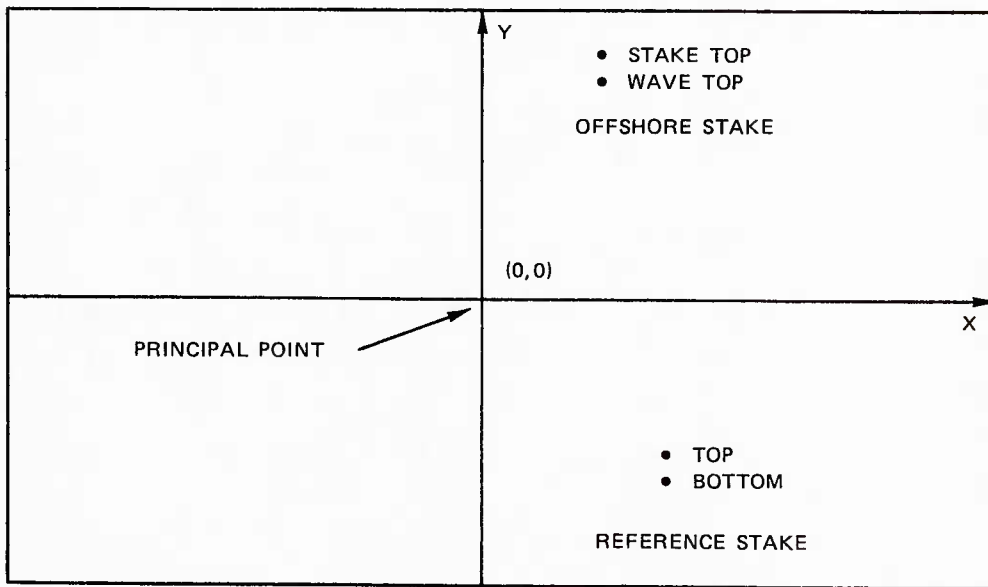 Y
• STAKE TOP
• WAVE TOP
OFFSHORE STAKE
(0,0)
X
PRINCIPAL POINT
• TOP
• BOTTOM
REFERENCE STAKE